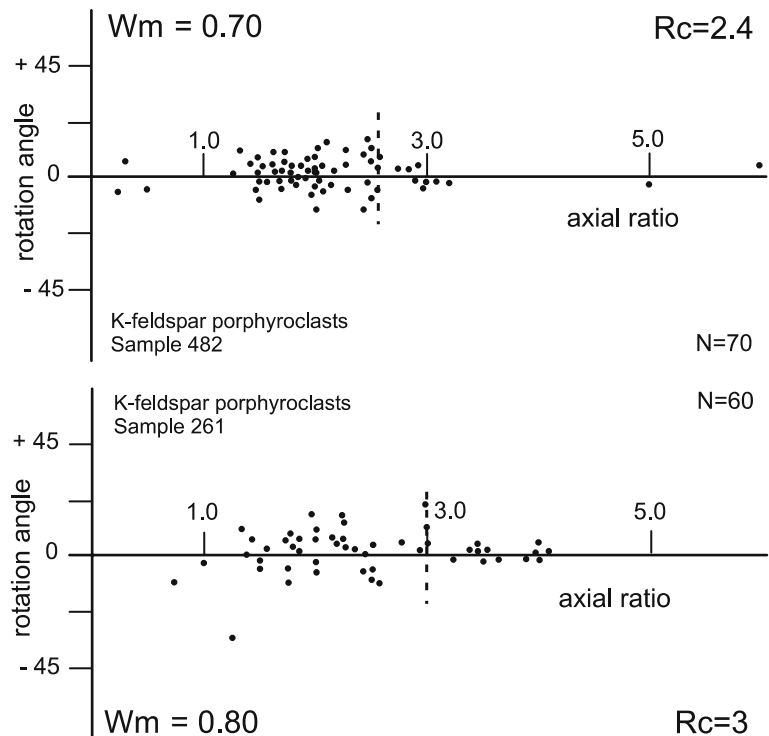 Wm = 0.70
Rc=2.4
+ 45
1.0
3.0
5.0
0
rotation angle
axial ratio
- 45
K-feldspar porphyroclasts
Sample 482
N=70
K-feldspar porphyroclasts
Sample 261
N=60
+ 45
1.0
3.0
5.0
0
rotation angle
axial ratio
- 45
Wm = 0.80
Rc=3